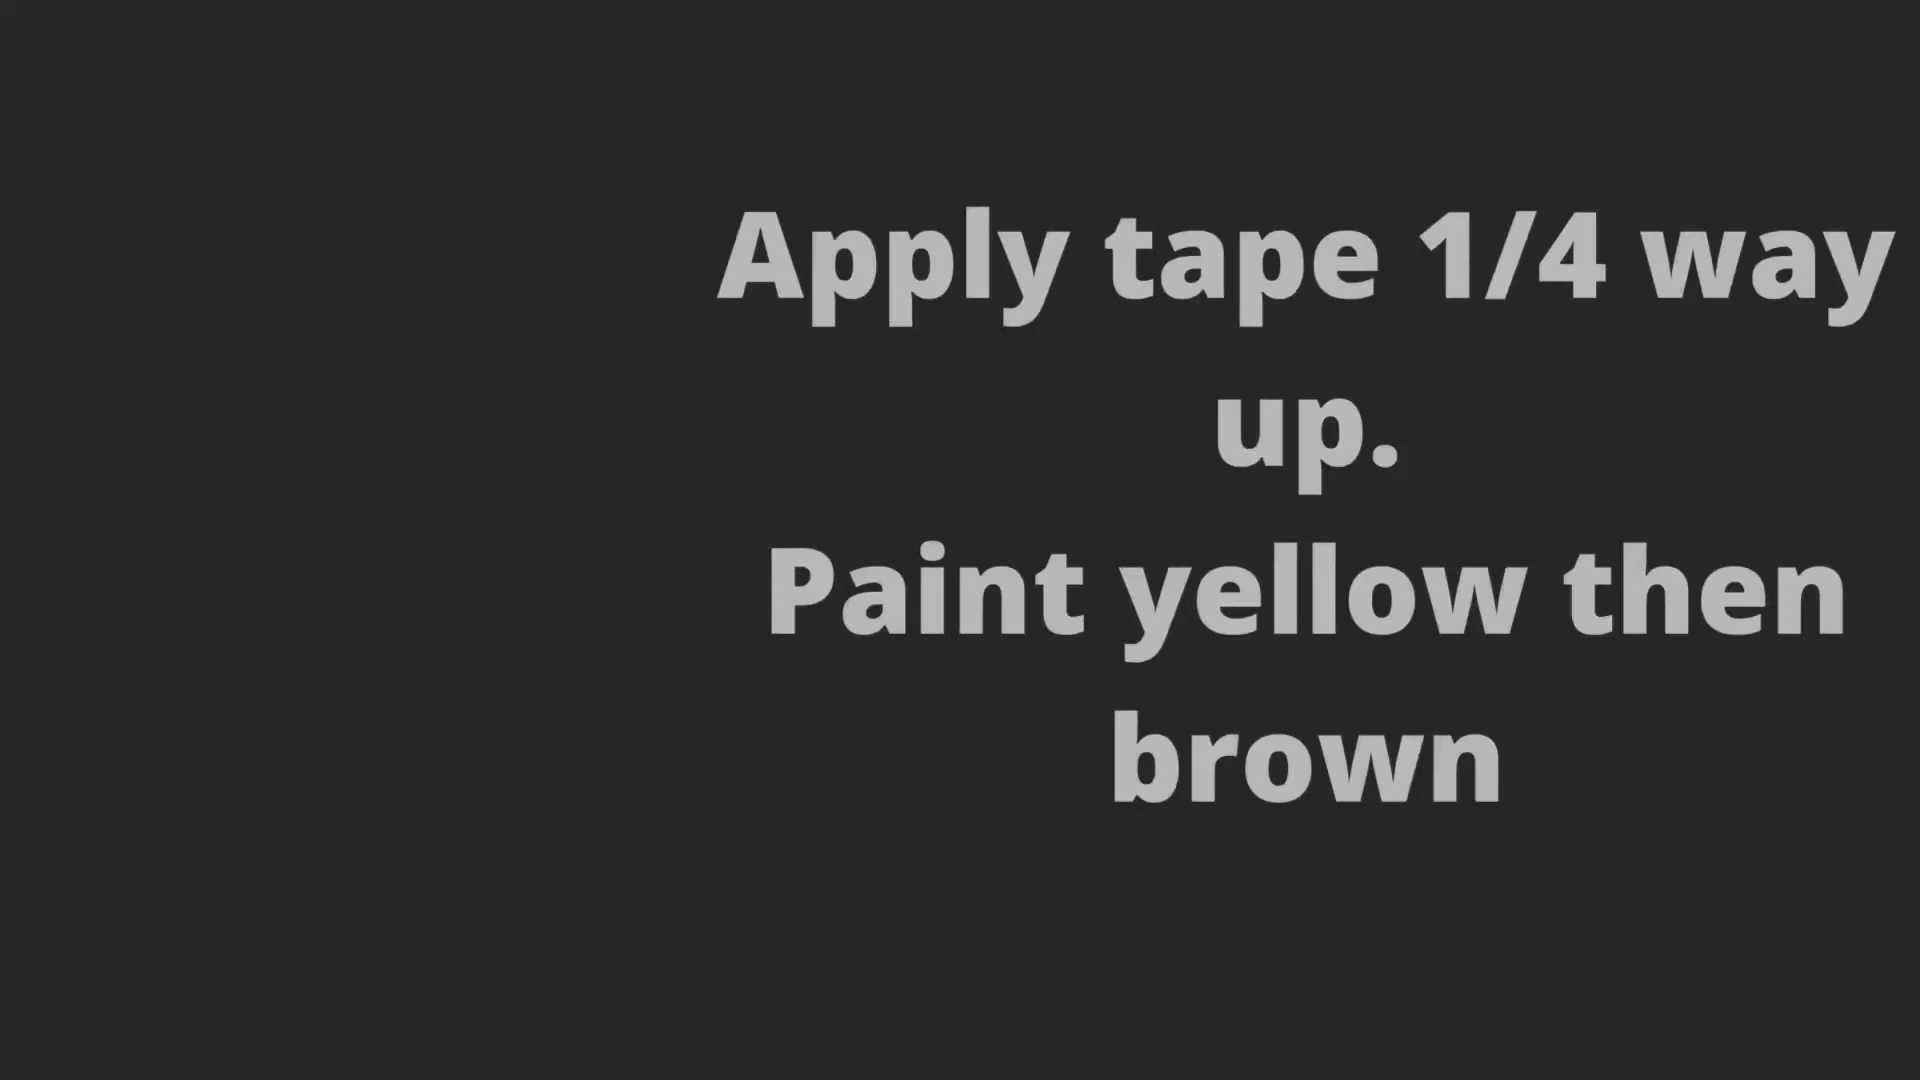 Apply tape 1/4 way
up.
Paint yellow then
brown